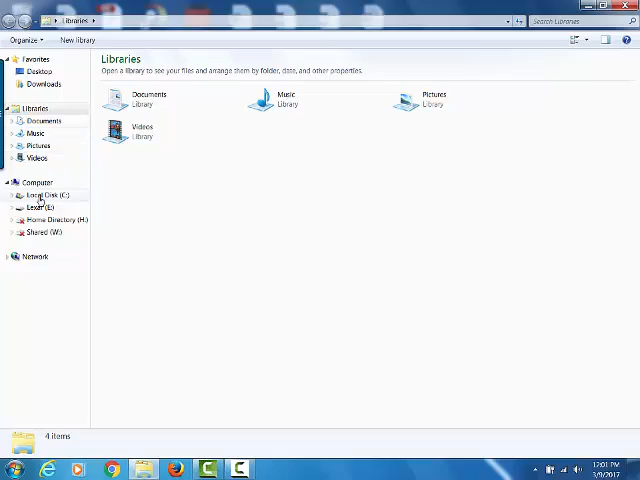 Libraries
Search Libraries
Organize
New library
Favorites
Desktop
Downloads
Libraries
Documents
Music
Pictures
Videos
Computer
Local Disk (C:)
Lexar (E:)
Home Directory (H:)
Shared (W:)
Network
Libraries
Open a library to see your files and arrange them by folder, date, and other properties.
Documents
Library
Music
Library
Pictures
Library
Videos
Library
4 items
12:01 PM
3/9/2017